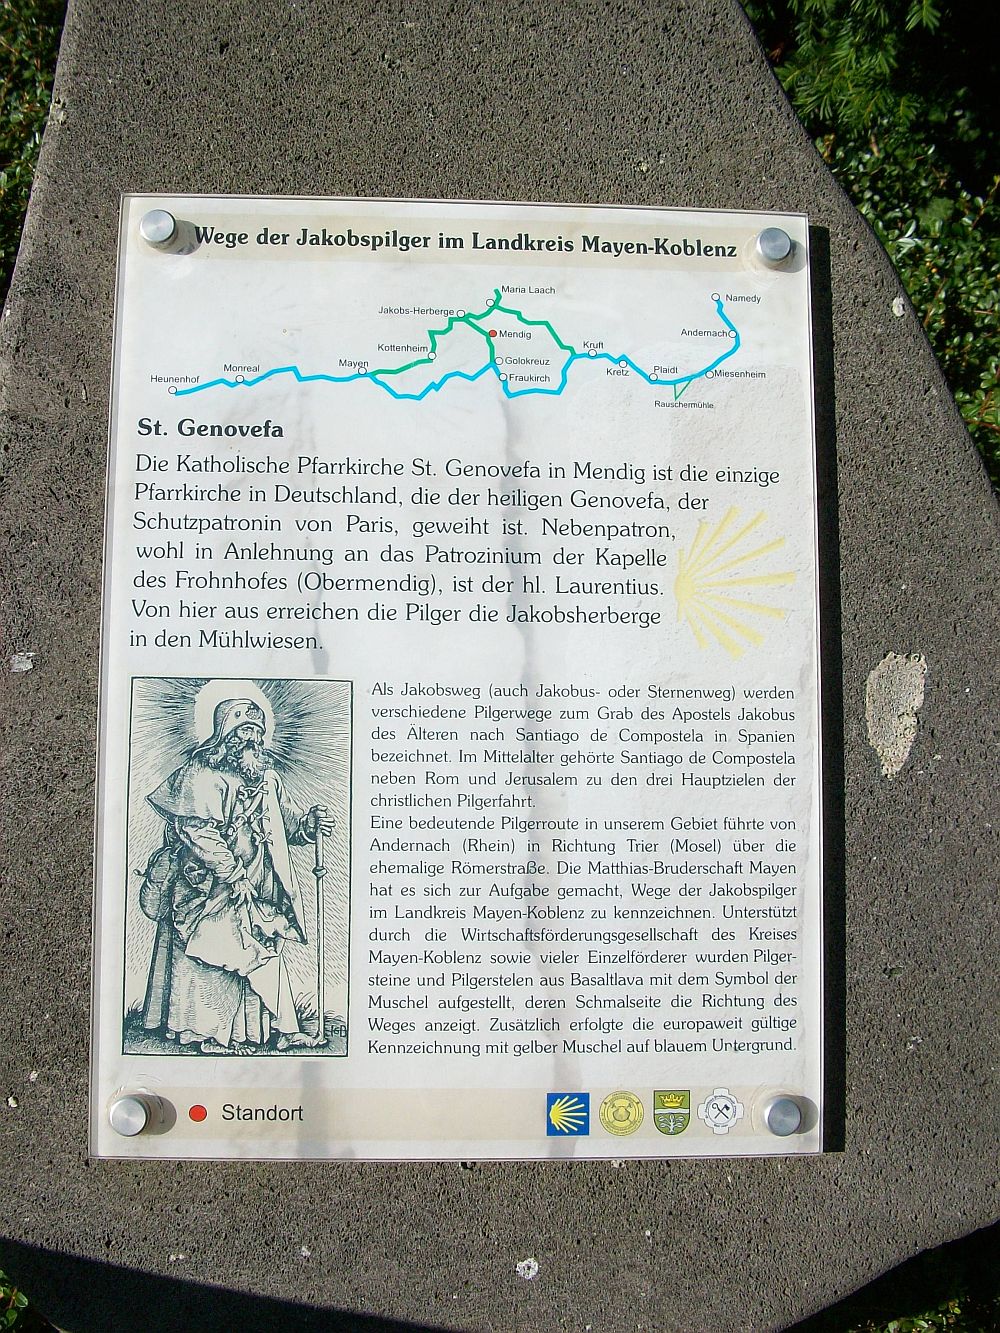 Wege der Jakobspilger im Landkreis Mayen-Koblenz
Maria Laach
Namedy
Jakobs-Herberge
Mendig
Andernach
Kottenheim
Kruft
Mayen
Golokreuz
Monreal
Kretz
Plaidt
Miesenheim
Heunenhof
Fraukirch
Rauschermühle
St. Genovefa
Die Katholische Pfarrkirche St. Genovefa in Mendig ist die einzige
Pfarrkirche in Deutschland, die der heiligen Genovefa, der
Schutzpatronin von Paris, geweiht ist. Nebenpatron,
wohl in Anlehnung an das Patrozinium der Kapelle
des Frohnhofes (Obermendig), ist der hl. Laurentius.
Von hier aus erreichen die Pilger die Jakobsherberge
in den Mühlwiesen.
Als Jakobsweg (auch Jakobus- oder Sternenweg) werden
verschiedene Pilgerwege zum Grab des Apostels Jakobus
des Älteren nach Santiago de Compostela in Spanien
bezeichnet. Im Mittelalter gehörte Santiago de Compostela
neben Rom und Jerusalem zu den drei Hauptzielen der
christlichen Pilgerfahrt.
Eine bedeutende Pilgerroute in unserem Gebiet führte von
Andernach (Rhein) in Richtung Trier (Mosel) über die
ehemalige Römerstraße. Die Matthias-Bruderschaft Mayen
hat es sich zur Aufgabe gemacht, Wege der Jakobspilger
im Landkreis Mayen-Koblenz zu kennzeichnen. Unterstützt
durch die Wirtschaftsförderungsgesellschaft des Kreises
Mayen-Koblenz sowie vieler Einzelförderer wurden Pilger-
steine und Pilgerstelen aus Basaltlava mit dem Symbol der
Muschel aufgestellt, deren Schmalseite die Richtung des
Weges anzeigt. Zusätzlich erfolgte die europaweit gültige
Kennzeichnung mit gelber Muschel auf blauem Untergrund.
Standort